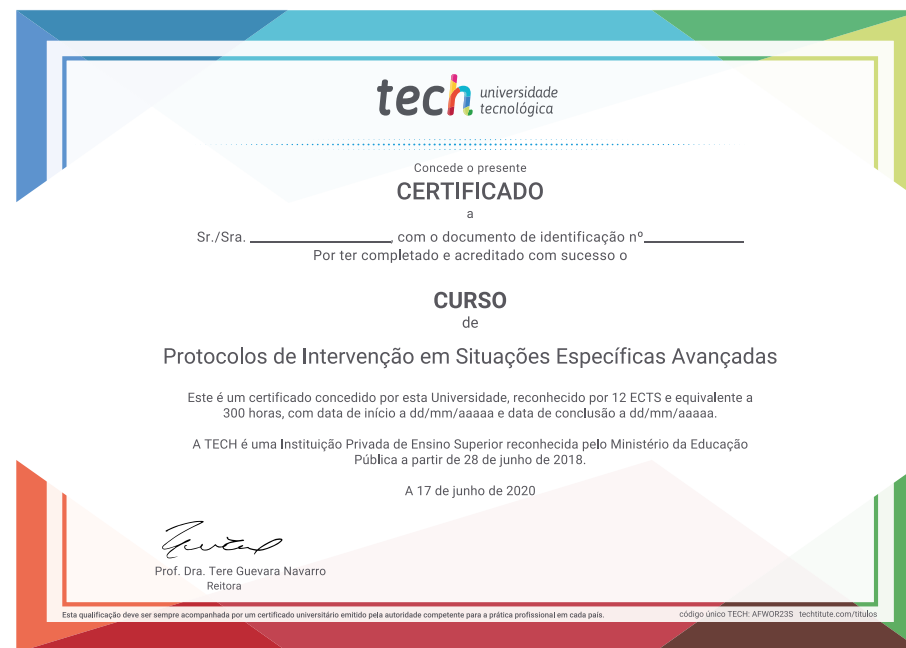 tech universidade
tecnológica
Concede o presente
CERTIFICADO
a
Sr./Sra. ____________________, com o documento de identificação nº______________
Por ter completado e acreditado com sucesso o
CURSO
de
Protocolos de Intervenção em Situações Específicas Avançadas
Este é um certificado concedido por esta Universidade, reconhecido por 12 ECTS e equivalente a
300 horas, com data de início a dd/mm/aaaaa e data de conclusão a dd/mm/aaaaa.
A TECH é uma Instituição Privada de Ensino Superior reconhecida pelo Ministério da Educação
Pública a partir de 28 de junho de 2018.
A 17 de junho de 2020
Prof. Dra. Tere Guevara Navarro
Reitora
Esta qualificação deve ser sempre acompanhada por um certificado universitário emitido pela autoridade competente para a prática profissional em cada país.
código único TECH: AFWOR23S techtitute.com/titulos